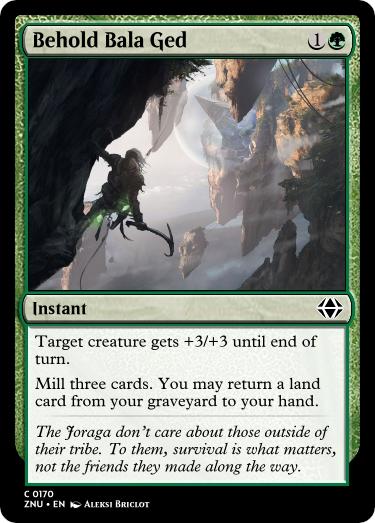 Behold Bala Ged 1
Instant
Target creature gets +3/+3 until end of
turn.
Mill three cards. You may return a land
card from your graveyard to your hand.
The Joraga don't care about those outside of
their tribe. To them, survival is what matters,
not the friends they made along the way.
C 0170
ZNU • EN Aleksi Briclot